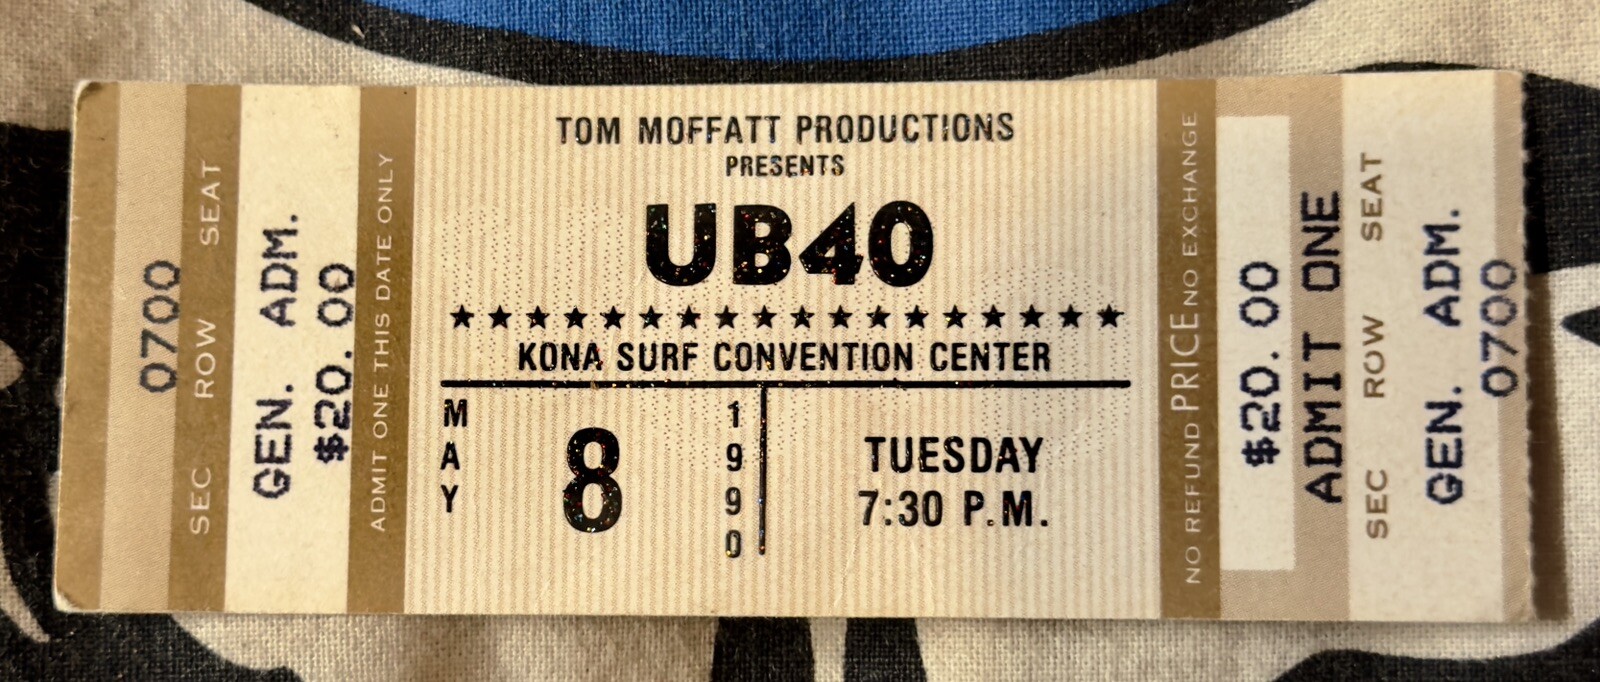 0700
SEC ROW SEAT
GEN. ADM.
$20.00
ADMIT ONE THIS DATE ONLY
TOM MOFFATT PRODUCTIONS
PRESENTS
UB40
★★★★★★★★★★★★★★★★★★
KONA SURF CONVENTION CENTER
MAY
8
1990
TUESDAY
7:30 P.M.
NO REFUND PRICE NO EXCHANGE
$20.00
ADMIT ONE
SEC ROW SEAT
GEN. ADM.
0700